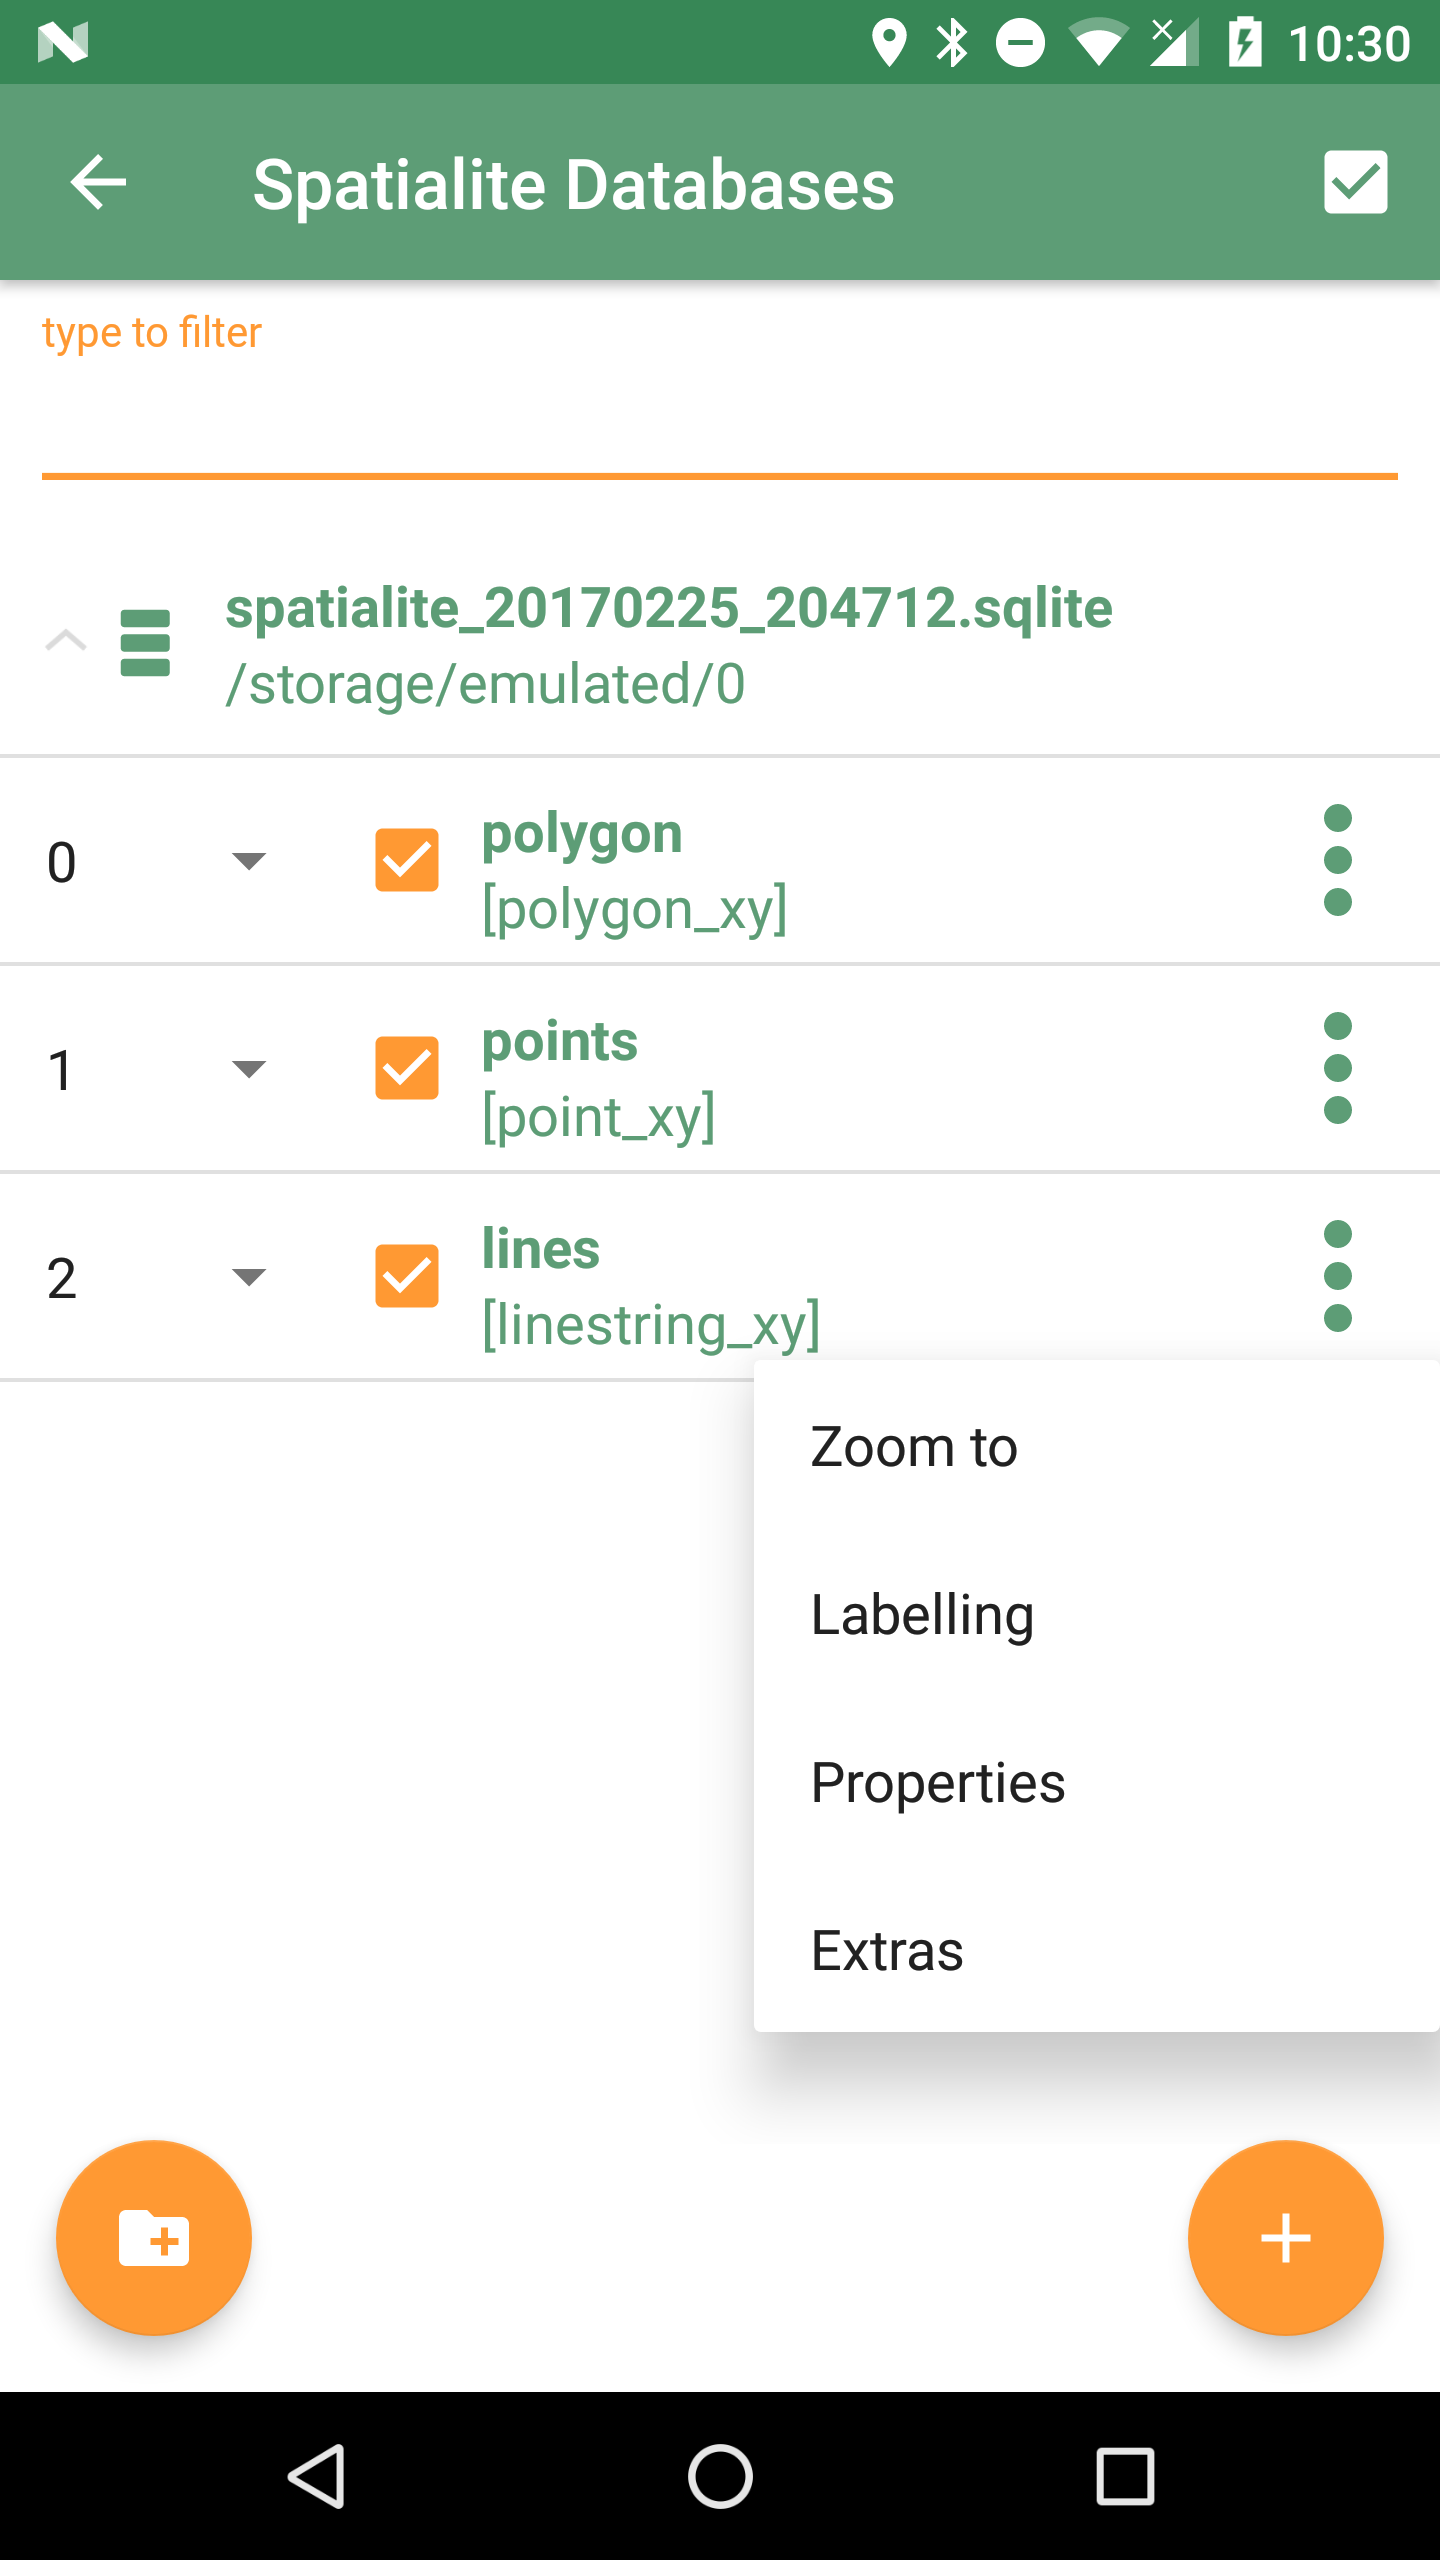 10:30
Spatialite Databases
type to filter
spatialite_20170225_204712.sqlite
/storage/emulated/0
0
polygon
[polygon_xy]
1
points
[point_xy]
2
lines
[linestring_xy]
Zoom to
Labelling
Properties
Extras